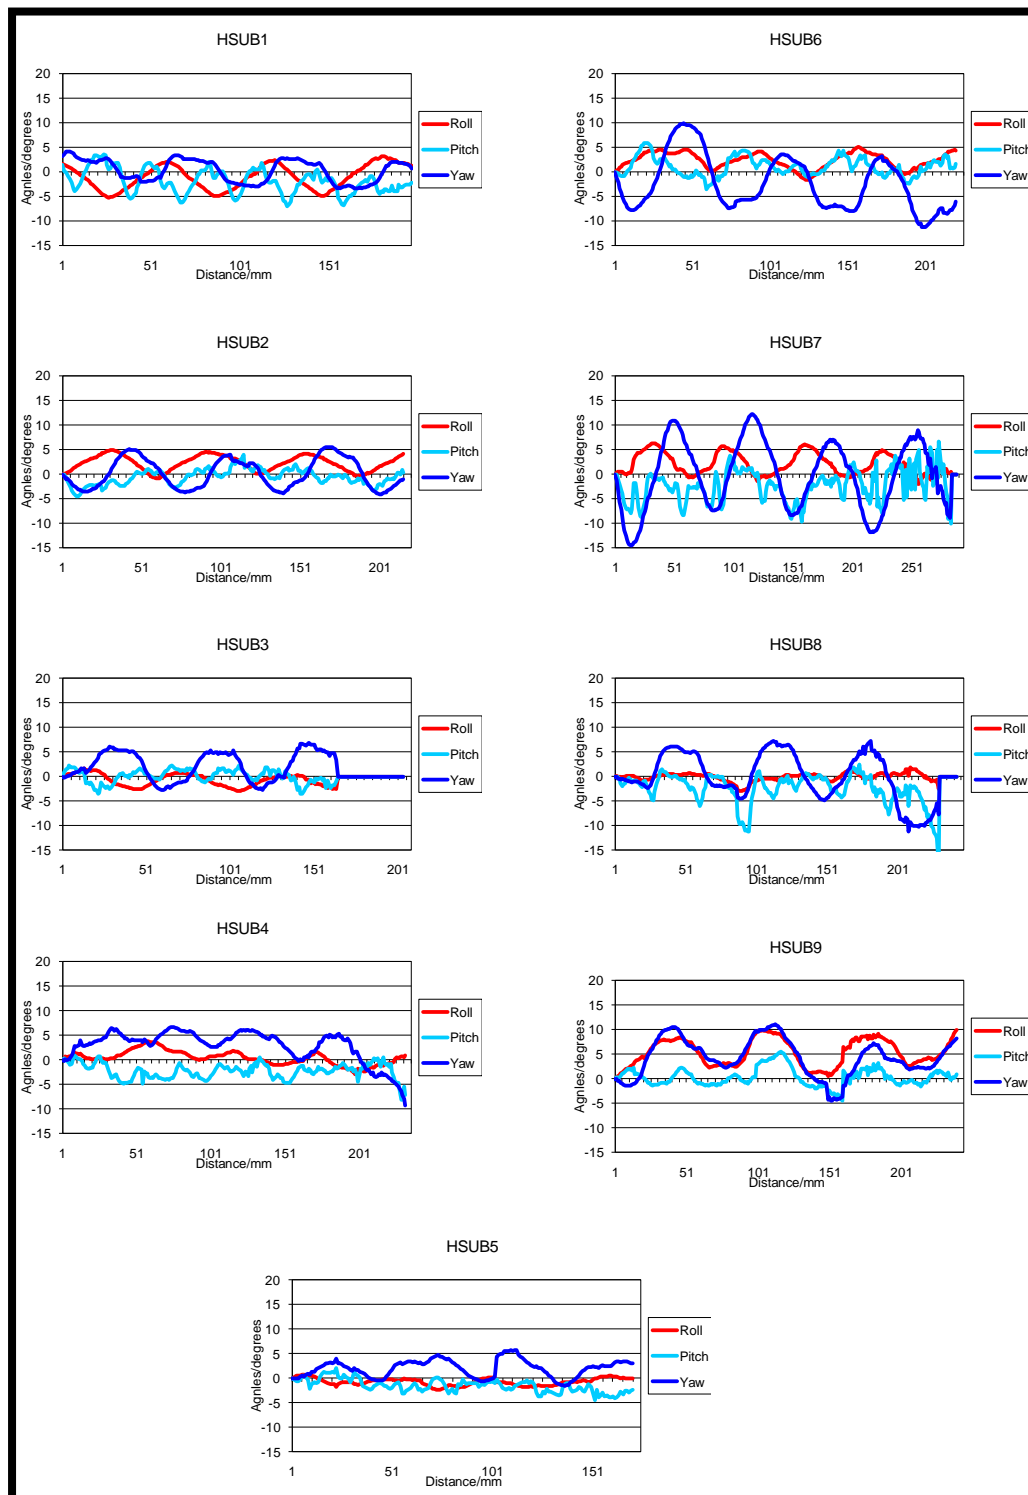 HSUB1
20
15
10
5
0
-5
-10
-15
Agnles/degrees
1 51 101 151
Distance/mm
Roll
Pitch
Yaw
HSUB6
20
15
10
5
0
-5
-10
-15
Agnles/degrees
1 51 101 151 201
Distance/mm
Roll
Pitch
Yaw
HSUB2
20
15
10
5
0
-5
-10
-15
Agnles/degrees
1 51 101 151 201
Distance/mm
Roll
Pitch
Yaw
HSUB7
20
15
10
5
0
-5
-10
-15
Agnles/degrees
1 51 101 151 201 251
Distance/mm
Roll
Pitch
Yaw
HSUB3
20
15
10
5
0
-5
-10
-15
Agnles/degrees
1 51 101 151 201
Distance/mm
Roll
Pitch
Yaw
HSUB8
20
15
10
5
0
-5
-10
-15
Agnles/degrees
1 51 101 151 201
Distance/mm
Roll
Pitch
Yaw
HSUB4
20
15
10
5
0
-5
-10
-15
Agnles/degrees
1 51 101 151 201
Distance/mm
Roll
Pitch
Yaw
HSUB9
20
15
10
5
0
-5
-10
-15
Agnles/degrees
1 51 101 151 201
Distance/mm
Roll
Pitch
Yaw
HSUB5
20
15
10
5
0
-5
-10
-15
Agnles/degrees
1 51 101 151
Distance/mm
Roll
Pitch
Yaw